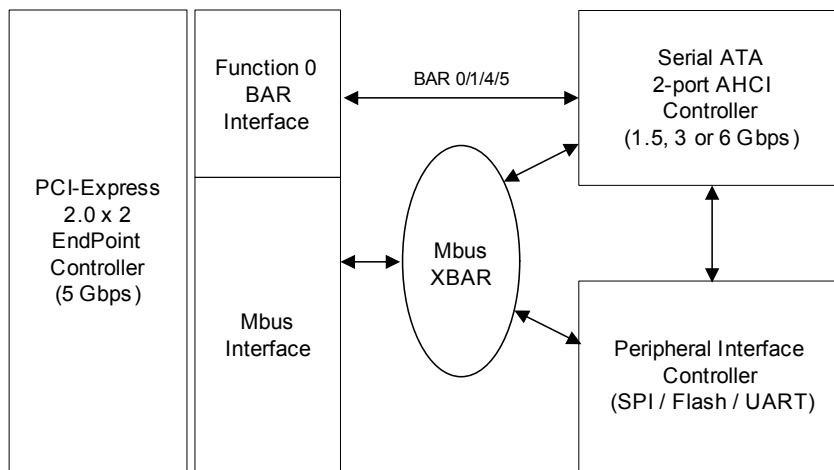 PCI-Express
2.0 x 2
EndPoint
Controller
(5 Gbps)
Function 0
BAR
Interface
Mbus
Interface
BAR 0/1/4/5
Mbus
XBAR
Serial ATA
2-port AHCI
Controller
(1.5, 3 or 6 Gbps)
Peripheral Interface
Controller
(SPI / Flash / UART)